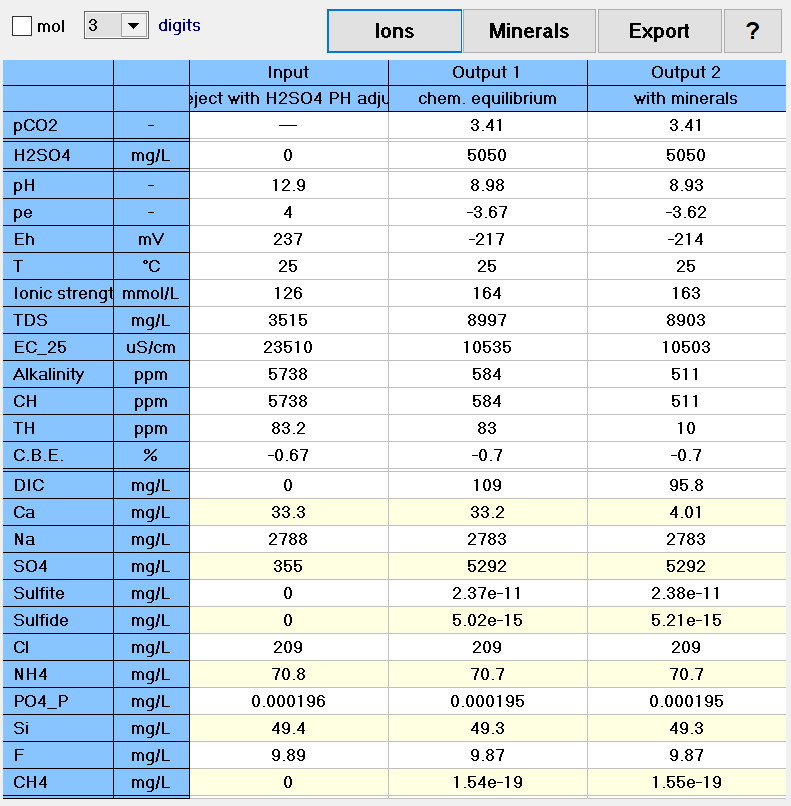 mol 3 digits Ions Minerals Export ?
Input Output 1 Output 2
eject with H2SO4 PH adju chem. equilibrium with minerals
pCO2 - — 3.41 3.41
H2SO4 mg/L 0 5050 5050
pH - 12.9 8.98 8.93
pe - 4 -3.67 -3.62
Eh mV 237 -217 -214
T °C 25 25 25
Ionic strengt mmol/L 126 164 163
TDS mg/L 3515 8997 8903
EC_25 uS/cm 23510 10535 10503
Alkalinity ppm 5738 584 511
CH ppm 5738 584 511
TH ppm 83.2 83 10
C.B.E. % -0.67 -0.7 -0.7
DIC mg/L 0 109 95.8
Ca mg/L 33.3 33.2 4.01
Na mg/L 2788 2783 2783
SO4 mg/L 355 5292 5292
Sulfite mg/L 0 2.37e-11 2.38e-11
Sulfide mg/L 0 5.02e-15 5.21e-15
Cl mg/L 209 209 209
NH4 mg/L 70.8 70.7 70.7
PO4_P mg/L 0.000196 0.000195 0.000195
Si mg/L 49.4 49.3 49.3
F mg/L 9.89 9.87 9.87
CH4 mg/L 0 1.54e-19 1.55e-19